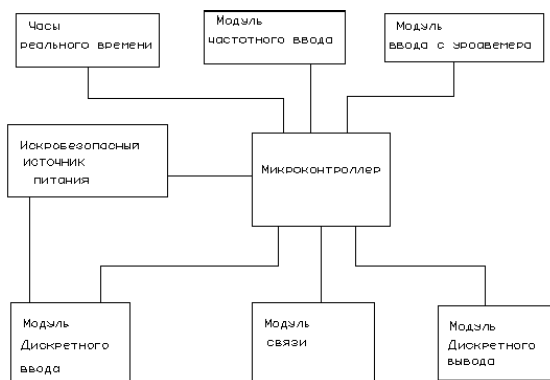 Часы
реального времени
Модуль
частотного ввода
Модуль
ввода с уровемера
Искробезопасный
источник
питания
Микроконтроллер
Модуль
Дискретного
ввода
Модуль
связи
Модуль
Дискретного
вывода